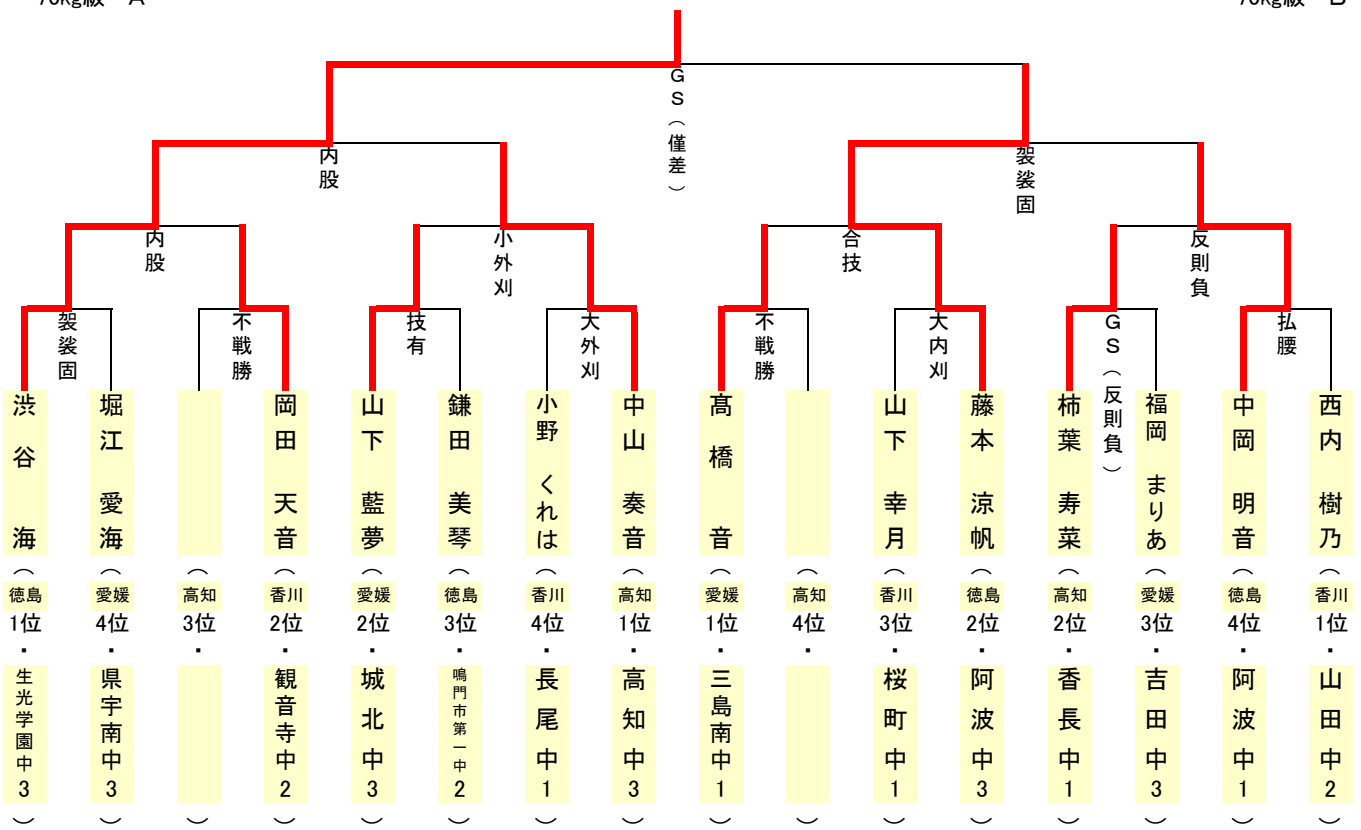 70kg級 A
70kg級 B
GS（僅差）
内股
袈裟固
内股
小外刈
合技
反則負
袈裟固
不戦勝
技有
大外刈
不戦勝
大内刈
GS（反則負）
払腰
渋谷 海（徳島1位・生光学園中3）
堀江 愛海（愛媛4位・県宇南中3）
（高知3位・）
岡田 天音（香川2位・観音寺中2）
山下 藍夢（愛媛2位・城北中3）
鎌田 美琴（徳島3位・鳴門市第一中2）
小野 くれは（香川4位・長尾中1）
中山 奏音（高知1位・高知中3）
髙橋 音（愛媛1位・三島南中1）
（高知4位・）
山下 幸月（香川3位・桜町中1）
藤本 涼帆（徳島2位・阿波中3）
柿葉 寿菜（高知2位・香長中1）
福岡 まりあ（愛媛3位・吉田中3）
中岡 明音（徳島4位・阿波中1）
西内 樹乃（香川1位・山田中2）